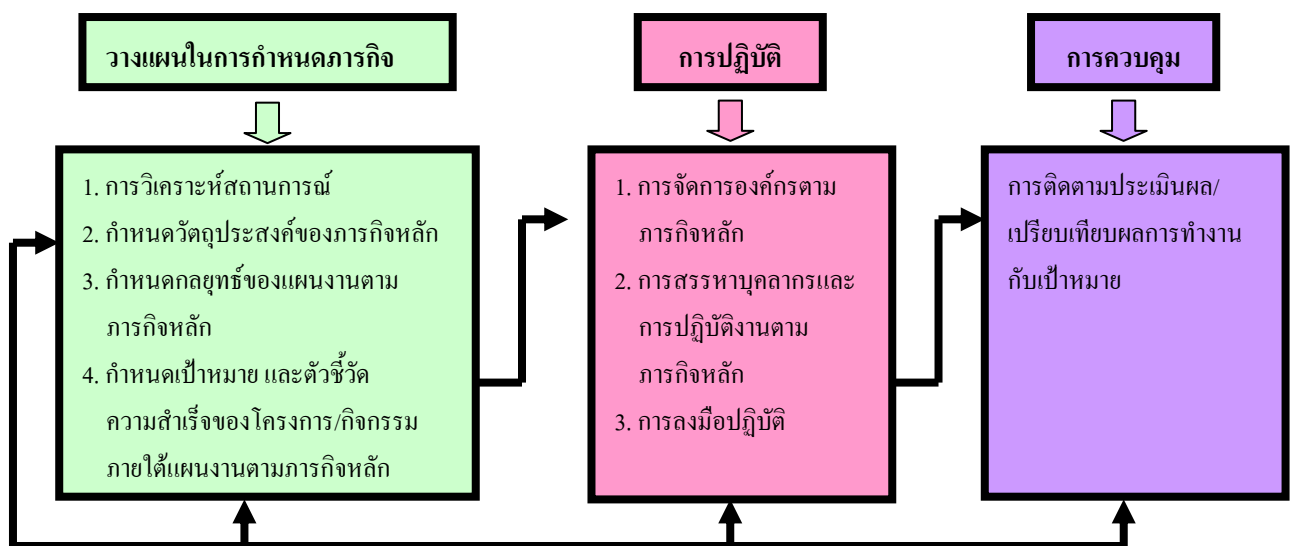 วางแผนในการกำหนดภารกิจ
1. การวิเคราะห์สถานการณ์
2. กำหนดวัตถุประสงค์ของภารกิจหลัก
3. กำหนดกลยุทธ์ของแผนงานตาม
ภารกิจหลัก
4. กำหนดเป้าหมาย และตัวชี้วัด
ความสำเร็จของโครงการ/กิจกรรม
ภายใต้แผนงานตามภารกิจหลัก
การปฏิบัติ
1. การจัดการองค์กรตาม
ภารกิจหลัก
2. การสรรหาบุคลากรและ
การปฏิบัติงานตาม
ภารกิจหลัก
3. การลงมือปฏิบัติ
การควบคุม
การติดตามประเมินผล/
เปรียบเทียบผลการทำงาน
กับเป้าหมาย